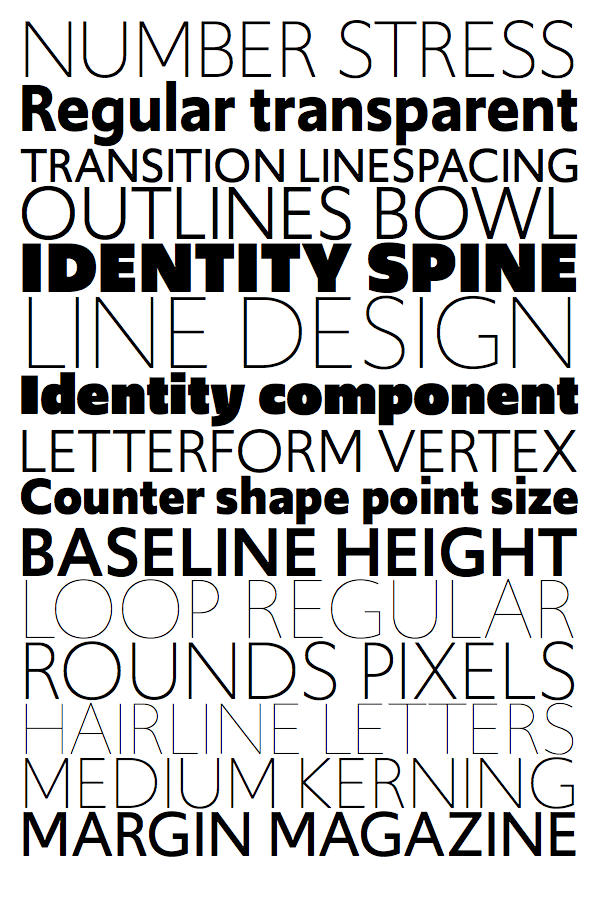 NUMBER STRESS
Regular transparent
TRANSITION LINESPACING
OUTLINES BOWL
IDENTITY SPINE
LINE DESIGN
Identity component
LETTERFORM VERTEX
Counter shape point size
BASELINE HEIGHT
LOOP REGULAR
ROUNDS PIXELS
HAIRLINE LETTERS
MEDIUM KERNING
MARGIN MAGAZINE